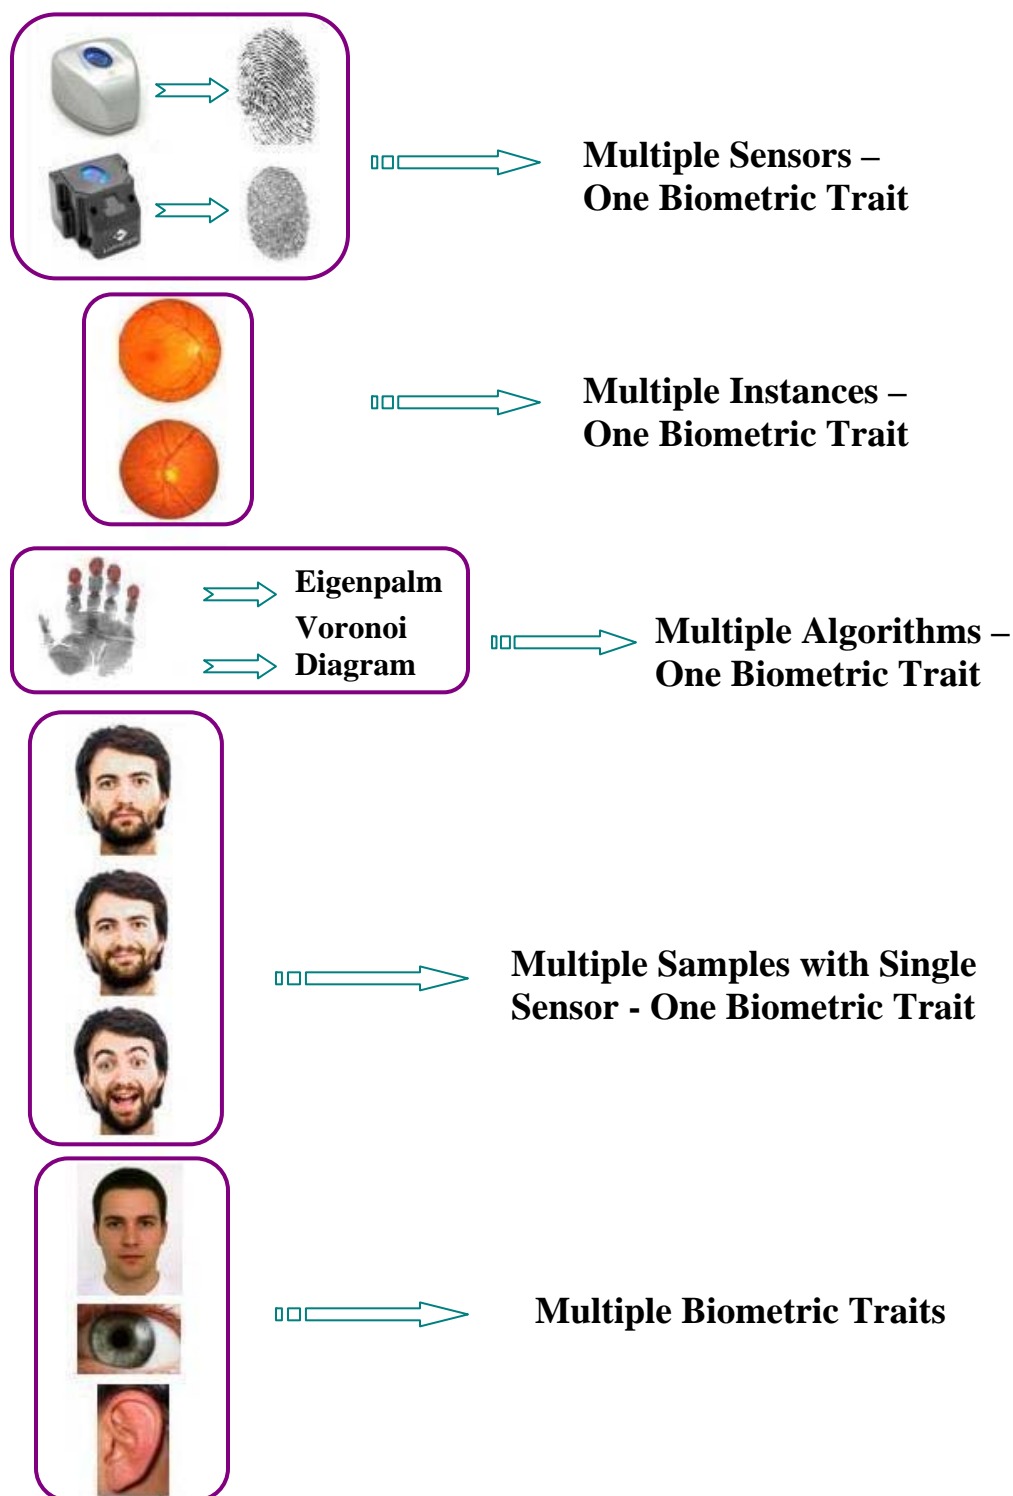 Multiple Sensors –
One Biometric Trait
Multiple Instances –
One Biometric Trait
Eigenpalm
Voronoi
Diagram
Multiple Algorithms –
One Biometric Trait
Multiple Samples with Single
Sensor - One Biometric Trait
Multiple Biometric Traits